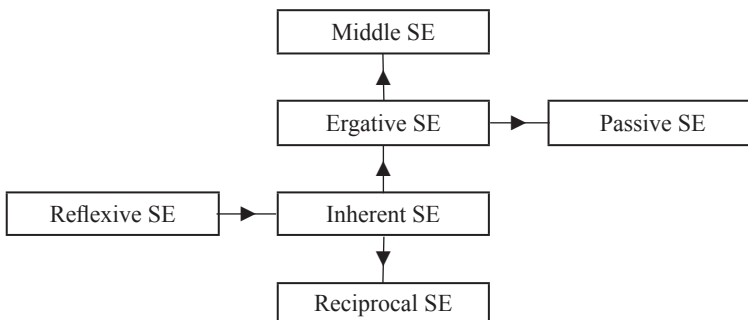 Middle SE
Ergative SE
Passive SE
Reflexive SE
Inherent SE
Reciprocal SE